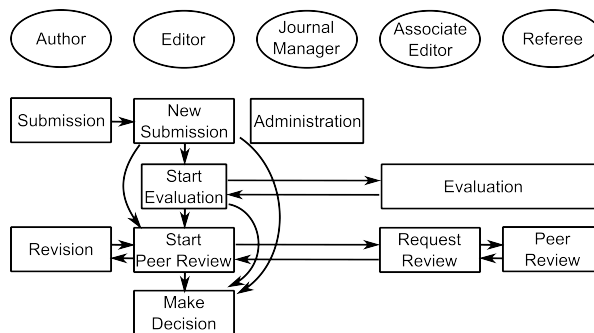 Author
Editor
Journal
Manager
Associate
Editor
Referee
Submission
New
Submission
Administration
Start
Evaluation
Evaluation
Revision
Start
Peer Review
Request
Review
Peer
Review
Make
Decision